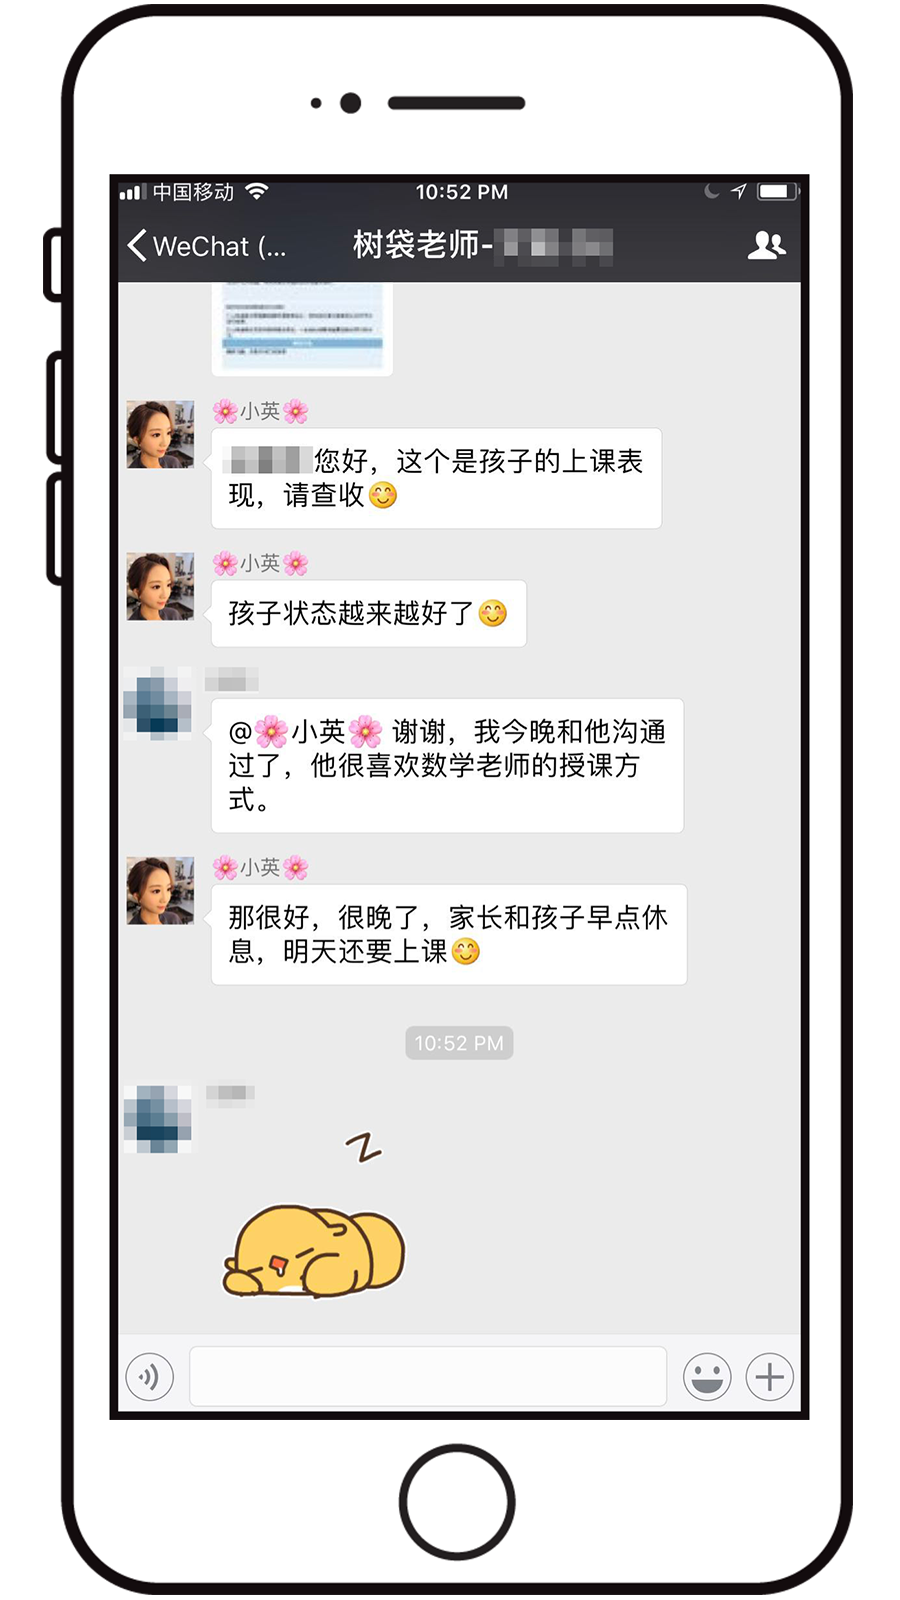 中国移动
10:52 PM
WeChat (...
树袋老师-
🌸小英🌸
您好，这个是孩子的上课表
现，请查收😊
🌸小英🌸
孩子状态越来越好了😊
@🌸小英🌸 谢谢，我今晚和他沟通
过了，他很喜欢数学老师的授课方
式。
🌸小英🌸
那很好，很晚了，家长和孩子早点休
息，明天还要上课😊
10:52 PM
Z